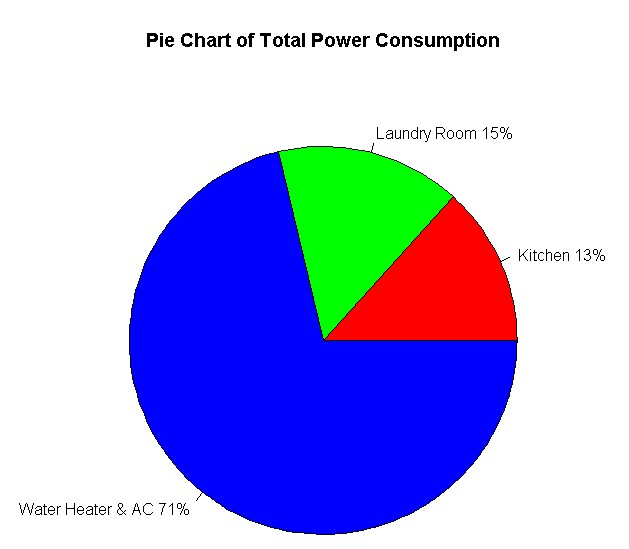 Pie Chart of Total Power Consumption
Laundry Room 15%
Kitchen 13%
Water Heater & AC 71%